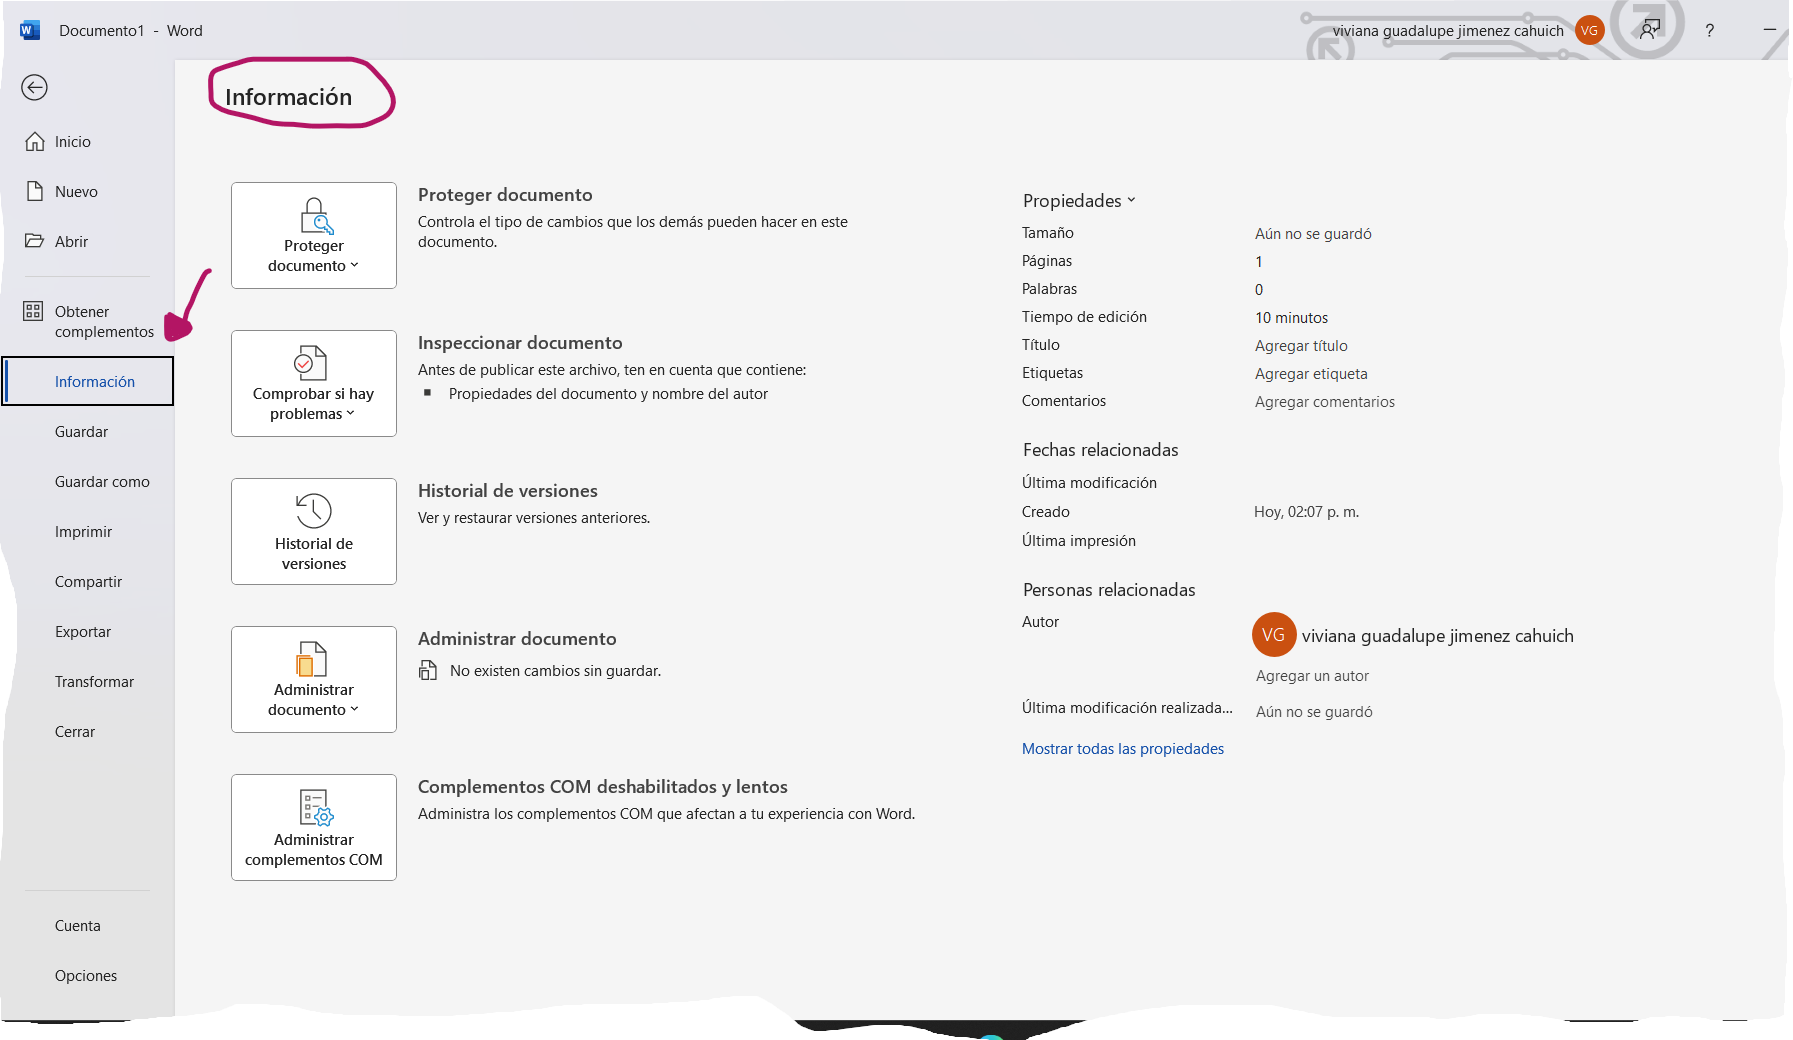 Documento1 - Word
viviana guadalupe jimenez cahuich VG ?
Inicio
Nuevo
Abrir
Obtener
complementos
Información
Guardar
Guardar como
Imprimir
Compartir
Exportar
Transformar
Cerrar
Cuenta
Opciones
Información
Proteger
documento
Proteger documento
Controla el tipo de cambios que los demás pueden hacer en este
documento.
Comprobar si hay
problemas
Inspeccionar documento
Antes de publicar este archivo, ten en cuenta que contiene:
Propiedades del documento y nombre del autor
Historial de
versiones
Historial de versiones
Ver y restaurar versiones anteriores.
Administrar
documento
Administrar documento
No existen cambios sin guardar.
Administrar
complementos COM
Complementos COM deshabilitados y lentos
Administra los complementos COM que afectan a tu experiencia con Word.
Propiedades
Tamaño Aún no se guardó
Páginas 1
Palabras 0
Tiempo de edición 10 minutos
Título Agregar título
Etiquetas Agregar etiqueta
Comentarios Agregar comentarios
Fechas relacionadas
Última modificación
Creado Hoy, 02:07 p. m.
Última impresión
Personas relacionadas
Autor
VG viviana guadalupe jimenez cahuich
Agregar un autor
Última modificación realizada... Aún no se guardó
Mostrar todas las propiedades